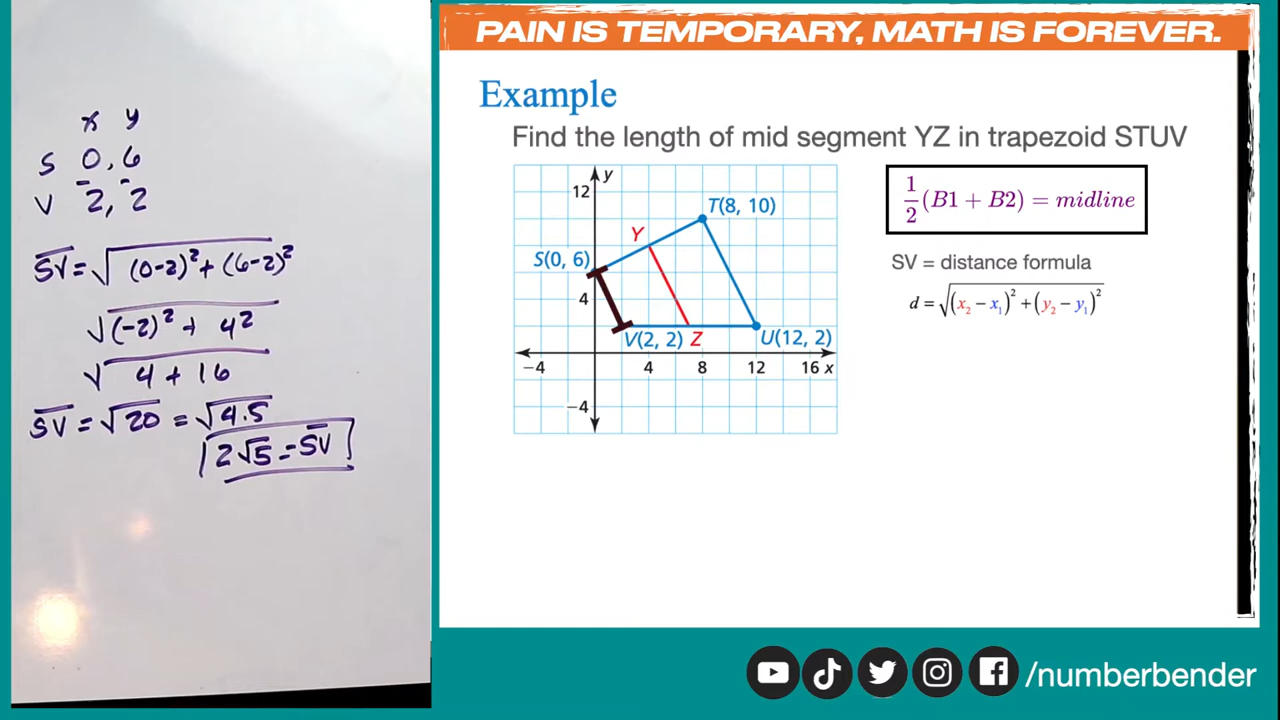 x y
S 0, 6
V 2, 2
SV = √(0-2)² + (6-2)²
√(-2)² + 4²
√4 + 16
SV = √20 = √4.5
2√5 = SV
PAIN IS TEMPORARY, MATH IS FOREVER.
Example
Find the length of mid segment YZ in trapezoid STUV
y
12
T(8, 10)
Y
S(0, 6)
4
V(2, 2) Z U(12, 2)
−4 4 8 12 16 x
−4
1/2 (B1 + B2) = midline
SV = distance formula
d = √(x₂ − x₁)² + (y₂ − y₁)²
/numberbender